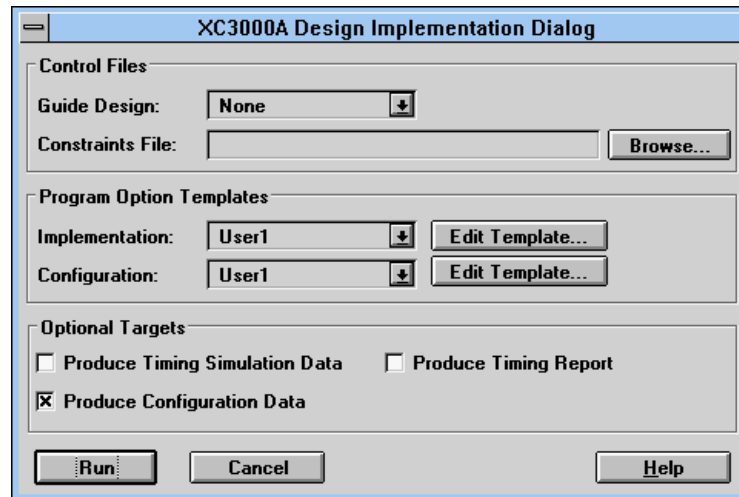 XC3000A Design Implementation Dialog
Control Files
Guide Design: None
Constraints File: Browse...
Program Option Templates
Implementation: User1 Edit Template...
Configuration: User1 Edit Template...
Optional Targets
Produce Timing Simulation Data Produce Timing Report
Produce Configuration Data
Run Cancel Help